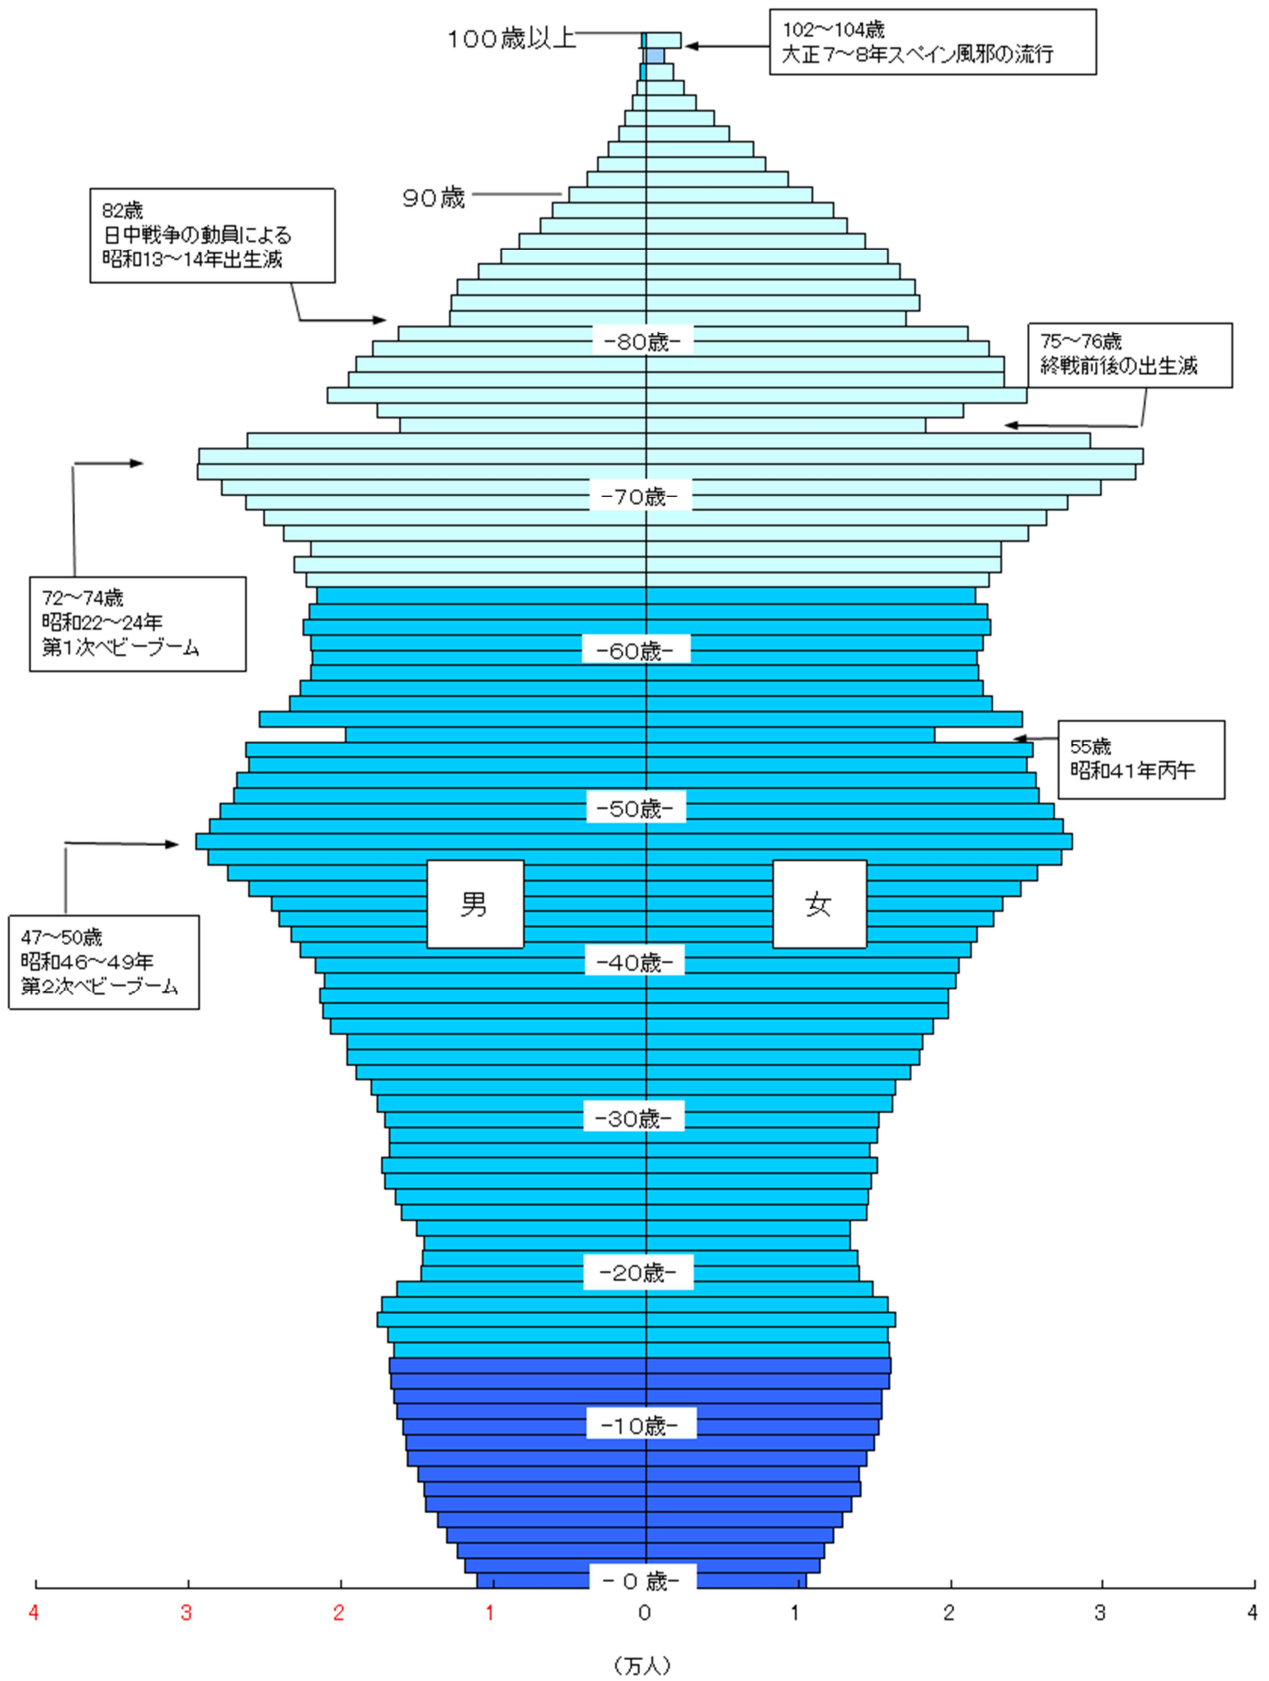 100歳以上
102～104歳
大正7～8年スペイン風邪の流行
90歳
82歳
日中戦争の動員による
昭和13～14年出生減
-80歳-
75～76歳
終戦前後の出生減
-70歳-
72～74歳
昭和22～24年
第1次ベビーブーム
-60歳-
55歳
昭和41年丙午
-50歳-
男
女
47～50歳
昭和46～49年
第2次ベビーブーム
-40歳-
-30歳-
-20歳-
-10歳-
-0歳-
4 3 2 1 0 1 2 3 4
（万人）